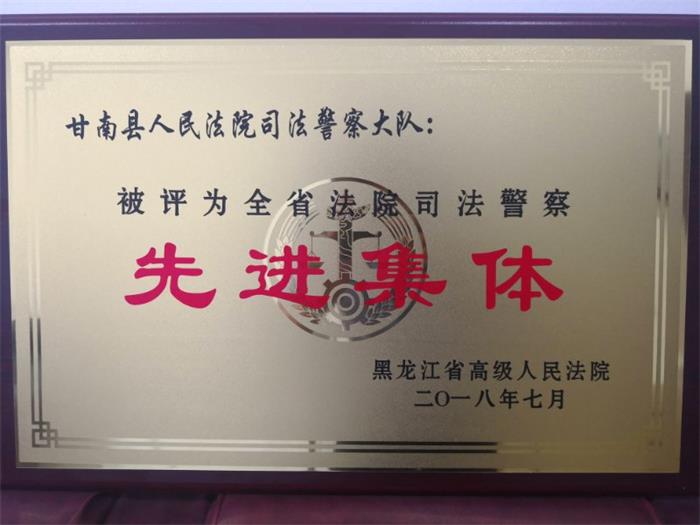 甘南县人民法院司法警察大队：
被评为全省法院司法警察
先进集体
黑龙江省高级人民法院
二〇一八年七月